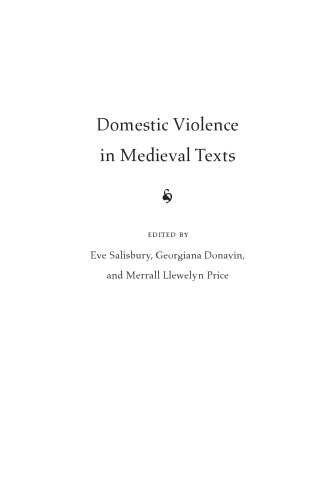 Domestic Violence
in Medieval Texts
EDITED BY
Eve Salisbury, Georgiana Donavin,
and Merrall Llewelyn Price